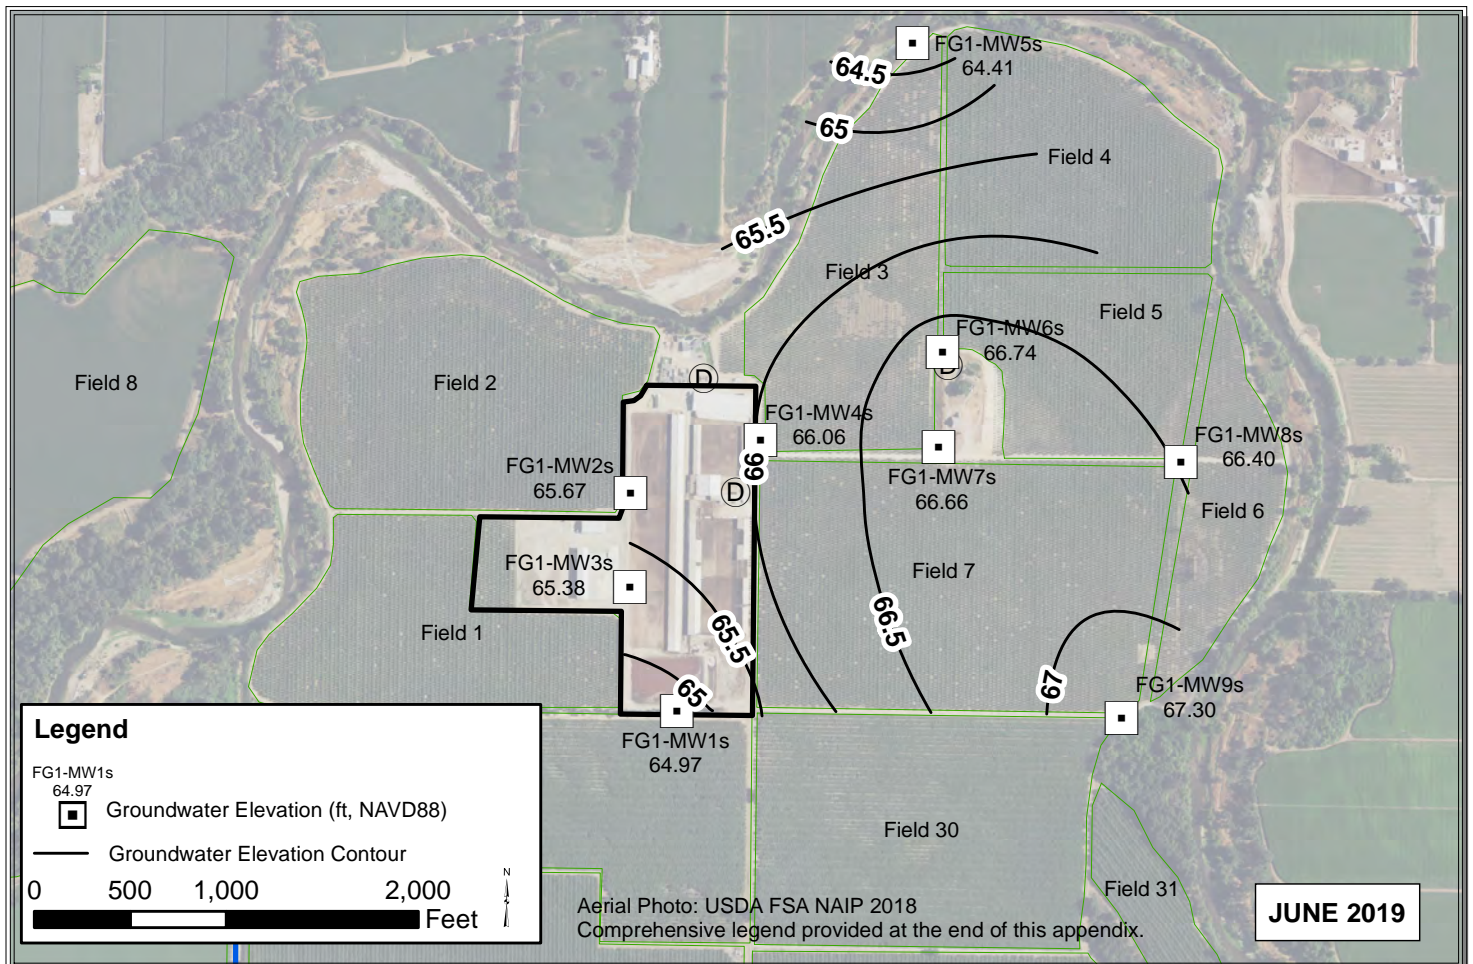 FG1-MW5s
64.41
64.5
65
Field 4
65.5
Field 3
Field 5
FG1-MW6s
66.74
D
Field 8
Field 2
D
FG1-MW4s
66.06
FG1-MW8s
66.40
66
FG1-MW2s
65.67
FG1-MW7s
66.66
D
Field 6
FG1-MW3s
65.38
Field 7
Field 1
65.5
66.5
65
67
FG1-MW9s
67.30
FG1-MW1s
64.97
Field 30
Field 31
Legend
FG1-MW1s
64.97
Groundwater Elevation (ft, NAVD88)
Groundwater Elevation Contour
N
0 500 1,000 2,000
Feet
Aerial Photo: USDA FSA NAIP 2018
Comprehensive legend provided at the end of this appendix.
JUNE 2019